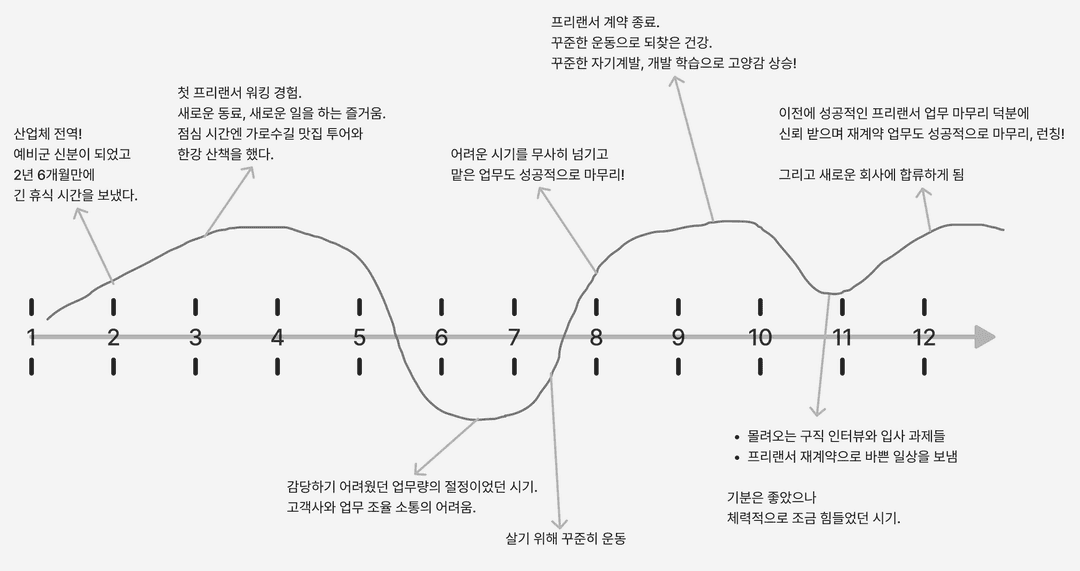 프리랜서 계약 종료.
꾸준한 운동으로 되찾은 건강.
꾸준한 자기계발, 개발 학습으로 고양감 상승!
첫 프리랜서 워킹 경험.
새로운 동료, 새로운 일을 하는 즐거움.
점심 시간엔 가로수길 맛집 투어와
한강 산책을 했다.
이전에 성공적인 프리랜서 업무 마무리 덕분에
신뢰 받으며 재계약 업무도 성공적으로 마무리, 런칭!
그리고 새로운 회사에 합류하게 됨
산업체 전역!
예비군 신분이 되었고
2년 6개월만에
긴 휴식 시간을 보냈다.
어려운 시기를 무사히 넘기고
맡은 업무도 성공적으로 마무리!
1 2 3 4 5 6 7 8 9 10 11 12
몰려오는 구직 인터뷰와 입사 과제들
프리랜서 재계약으로 바쁜 일상을 보냄
기분은 좋았으나
체력적으로 조금 힘들었던 시기.
감당하기 어려웠던 업무량의 절정이었던 시기.
고객사와 업무 조율 소통의 어려움.
살기 위해 꾸준히 운동